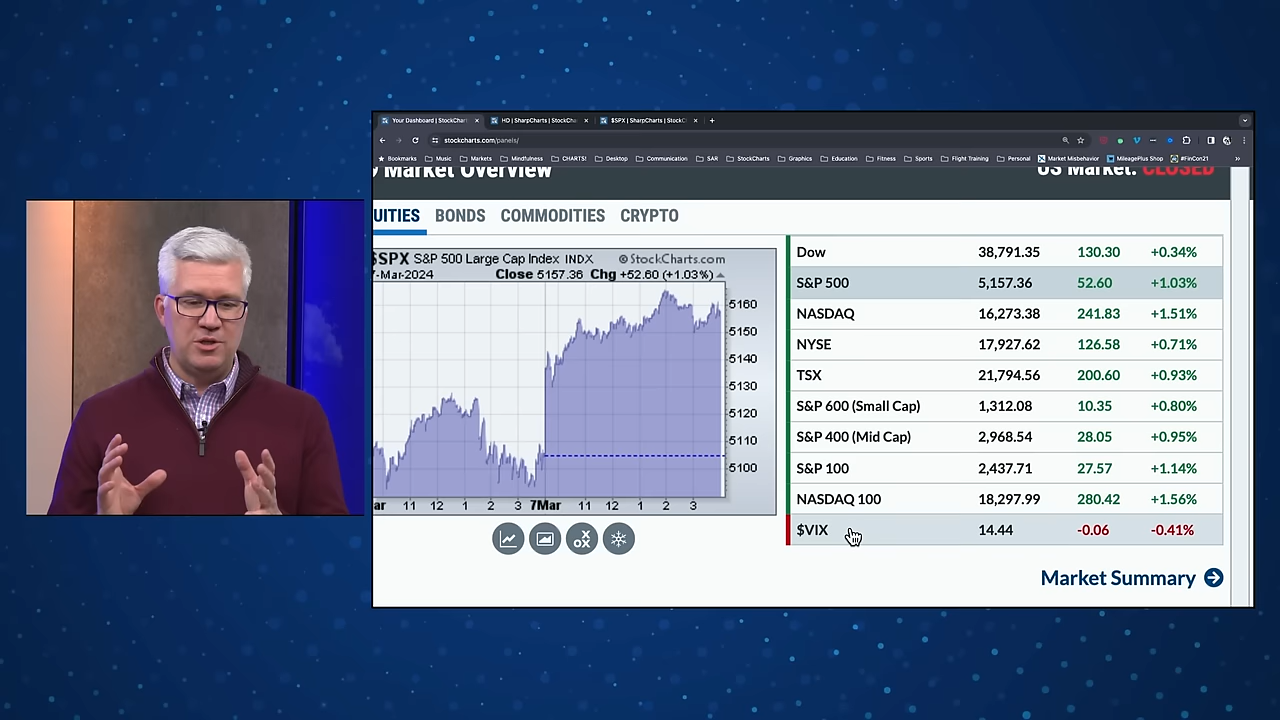 Your Dashboard | StockChar
HD | SharpCharts | StockCha
$SPX | SharpCharts | StockC
stockcharts.com/panels/
Bookmarks Music Markets Mindfulness CHARTS! Desktop Communication SAR StockCharts Graphics Education Fitness Sports Flight Training Personal Market Misbehavior MileagePlus Shop #FinCon21
Market Overview
US Market: CLOSED
UITIES BONDS COMMODITIES CRYPTO
$SPX S&P 500 Large Cap Index INDX © StockCharts.com
7-Mar-2024 Close 5157.36 Chg +52.60 (+1.03%)
5160
5150
5140
5130
5120
5110
5100
ar 11 12 1 2 3 7Mar 11 12 1 2 3
Dow 38,791.35 130.30 +0.34%
S&P 500 5,157.36 52.60 +1.03%
NASDAQ 16,273.38 241.83 +1.51%
NYSE 17,927.62 126.58 +0.71%
TSX 21,794.56 200.60 +0.93%
S&P 600 (Small Cap) 1,312.08 10.35 +0.80%
S&P 400 (Mid Cap) 2,968.54 28.05 +0.95%
S&P 100 2,437.71 27.57 +1.14%
NASDAQ 100 18,297.99 280.42 +1.56%
$VIX 14.44 -0.06 -0.41%
Market Summary